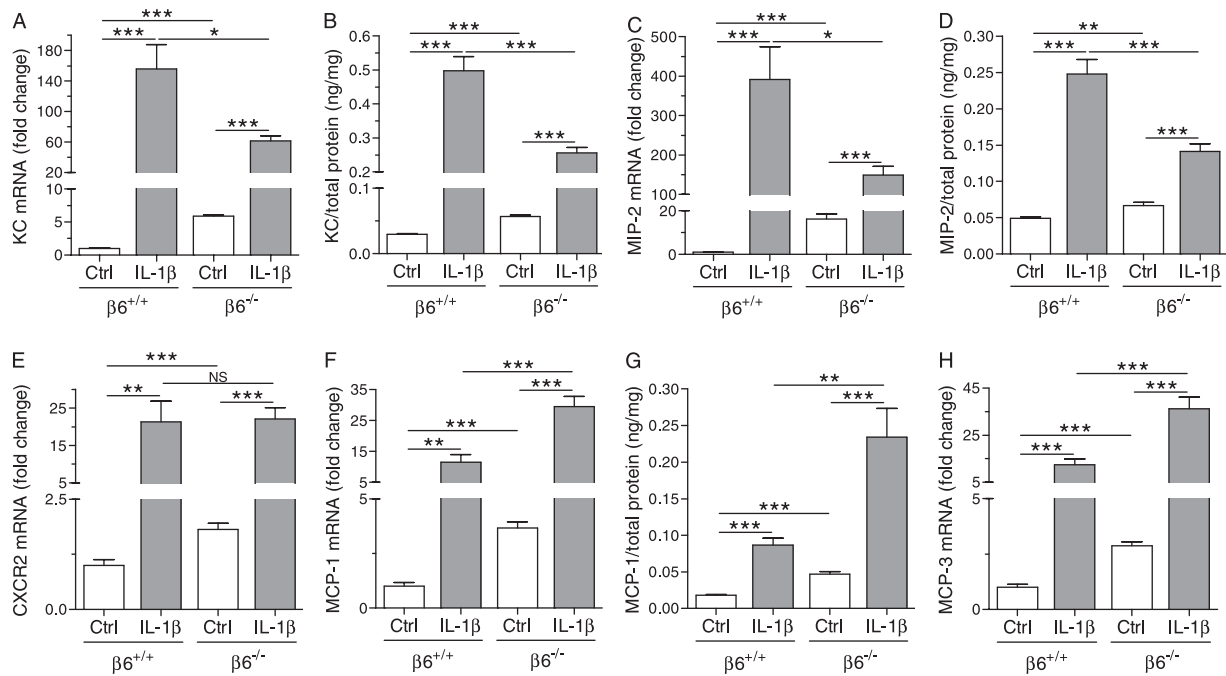 A
KC mRNA (fold change)
180
140
100
60
20
10
5
0
***
***
*
***
Ctrl IL-1β Ctrl IL-1β
β6+/+ β6-/-
B
KC/total protein (ng/mg)
0.6
0.5
0.4
0.3
0.2
0.1
0.0
***
***
***
***
Ctrl IL-1β Ctrl IL-1β
β6+/+ β6-/-
C
MIP-2 mRNA (fold change)
500
400
300
200
100
20
0
***
***
*
***
Ctrl IL-1β Ctrl IL-1β
β6+/+ β6-/-
D
MIP-2/total protein (ng/mg)
0.30
0.25
0.20
0.15
0.10
0.05
0.00
**
***
***
***
Ctrl IL-1β Ctrl IL-1β
β6+/+ β6-/-
E
CXCR2 mRNA (fold change)
25
15
5
2.5
0.0
***
NS
**
***
Ctrl IL-1β Ctrl IL-1β
β6+/+ β6-/-
F
MCP-1 mRNA (fold change)
35
25
15
5
5
0
***
***
***
**
Ctrl IL-1β Ctrl IL-1β
β6+/+ β6-/-
G
MCP-1/total protein (ng/mg)
0.30
0.25
0.20
0.15
0.10
0.05
0.00
**
***
***
***
Ctrl IL-1β Ctrl IL-1β
β6+/+ β6-/-
H
MCP-3 mRNA (fold change)
45
25
5
5
0
***
***
***
***
Ctrl IL-1β Ctrl IL-1β
β6+/+ β6-/-